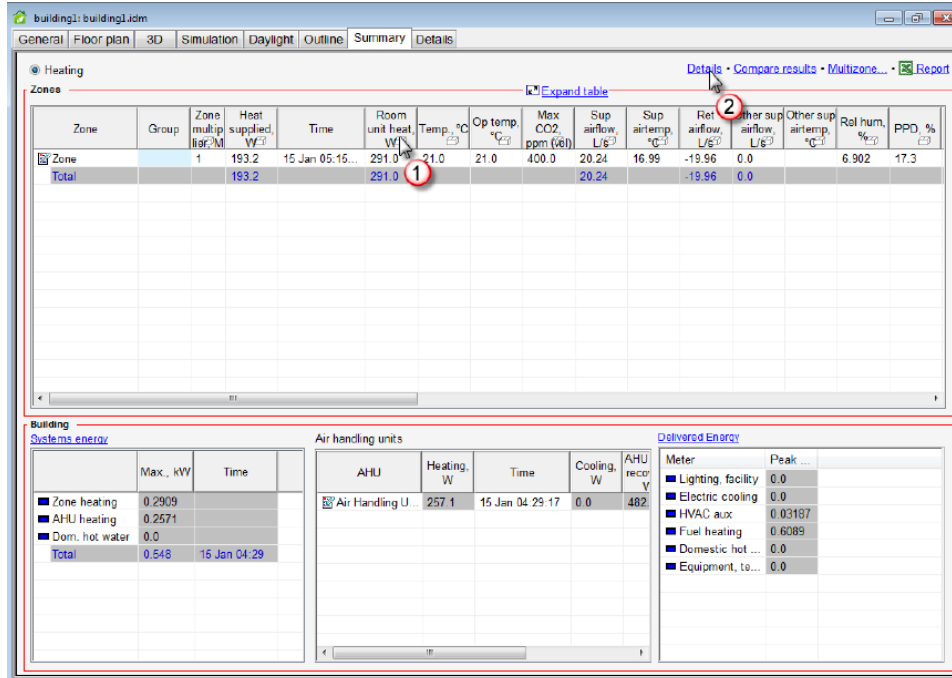 building1: building1.idm
General Floor plan 3D Simulation Daylight Outline Summary Details
Heating
Details • Compare results • Multizone... • Report
Zones
Expand table
Zone Group Zone multip lier, M Heat supplied, W Time Room unit heat, W Temp., °C Op temp, °C Max CO2, ppm (vol) Sup airflow, L/s Sup airtemp, °C Ret airflow, L/s Other sup airflow, L/s Other sup airtemp, °C Rel hum, % PPD, %
Zone 1 193.2 15 Jan 05:15... 291.0 21.0 21.0 400.0 20.24 16.99 -19.96 0.0 6.902 17.3
Total 193.2 291.0 20.24 -19.96 0.0
1
2
Building
Systems energy
Max., kW Time
Zone heating 0.2909
AHU heating 0.2571
Dom. hot water 0.0
Total 0.548 15 Jan 04:29
Air handling units
AHU Heating, W Time Cooling, W AHU reco W
Air Handling U... 257.1 15 Jan 04:29:17 0.0 482.
Delivered Energy
Meter Peak ...
Lighting, facility 0.0
Electric cooling 0.0
HVAC aux 0.03187
Fuel heating 0.6089
Domestic hot ... 0.0
Equipment, te... 0.0